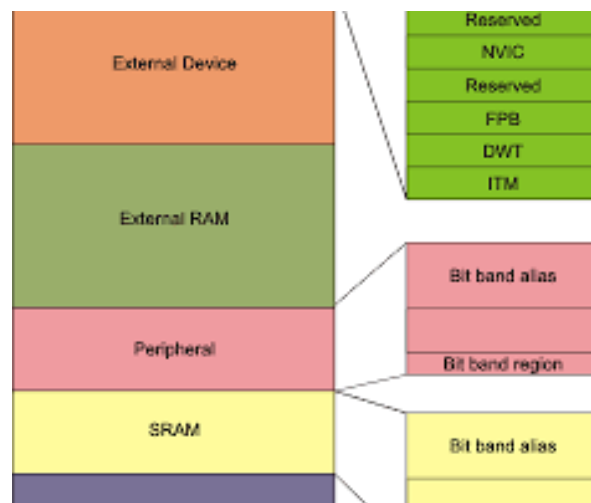 External Device
External RAM
Peripheral
SRAM
Reserved
NVIC
Reserved
FPB
DWT
ITM
Bit band alias
Bit band region
Bit band alias